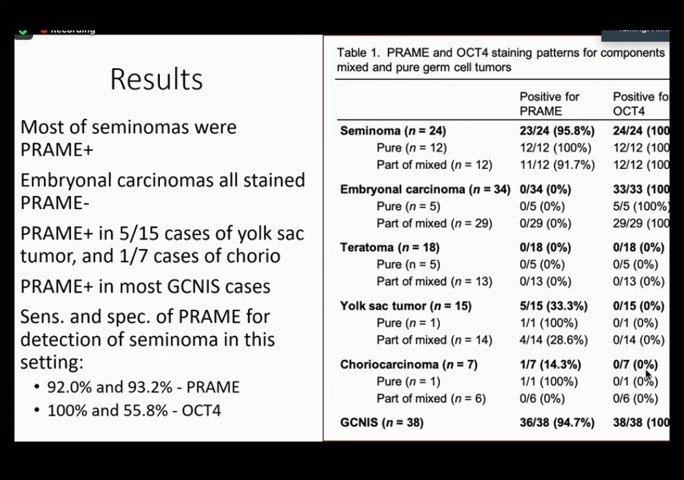 Recording
Results
Most of seminomas were
PRAME+
Embryonal carcinomas all stained
PRAME-
PRAME+ in 5/15 cases of yolk sac
tumor, and 1/7 cases of chorio
PRAME+ in most GCNIS cases
Sens. and spec. of PRAME for
detection of seminoma in this
setting:
• 92.0% and 93.2% - PRAME
• 100% and 55.8% - OCT4
Table 1. PRAME and OCT4 staining patterns for components
mixed and pure germ cell tumors
Positive for Positive fo
PRAME OCT4
Seminoma (n = 24) 23/24 (95.8%) 24/24 (100
Pure (n = 12) 12/12 (100%) 12/12 (100
Part of mixed (n = 12) 11/12 (91.7%) 12/12 (100
Embryonal carcinoma (n = 34) 0/34 (0%) 33/33 (100
Pure (n = 5) 0/5 (0%) 5/5 (100%)
Part of mixed (n = 29) 0/29 (0%) 29/29 (100
Teratoma (n = 18) 0/18 (0%) 0/18 (0%)
Pure (n = 5) 0/5 (0%) 0/5 (0%)
Part of mixed (n = 13) 0/13 (0%) 0/13 (0%)
Yolk sac tumor (n = 15) 5/15 (33.3%) 0/15 (0%)
Pure (n = 1) 1/1 (100%) 0/1 (0%)
Part of mixed (n = 14) 4/14 (28.6%) 0/14 (0%)
Choriocarcinoma (n = 7) 1/7 (14.3%) 0/7 (0%)
Pure (n = 1) 1/1 (100%) 0/1 (0%)
Part of mixed (n = 6) 0/6 (0%) 0/6 (0%)
GCNIS (n = 38) 36/38 (94.7%) 38/38 (100